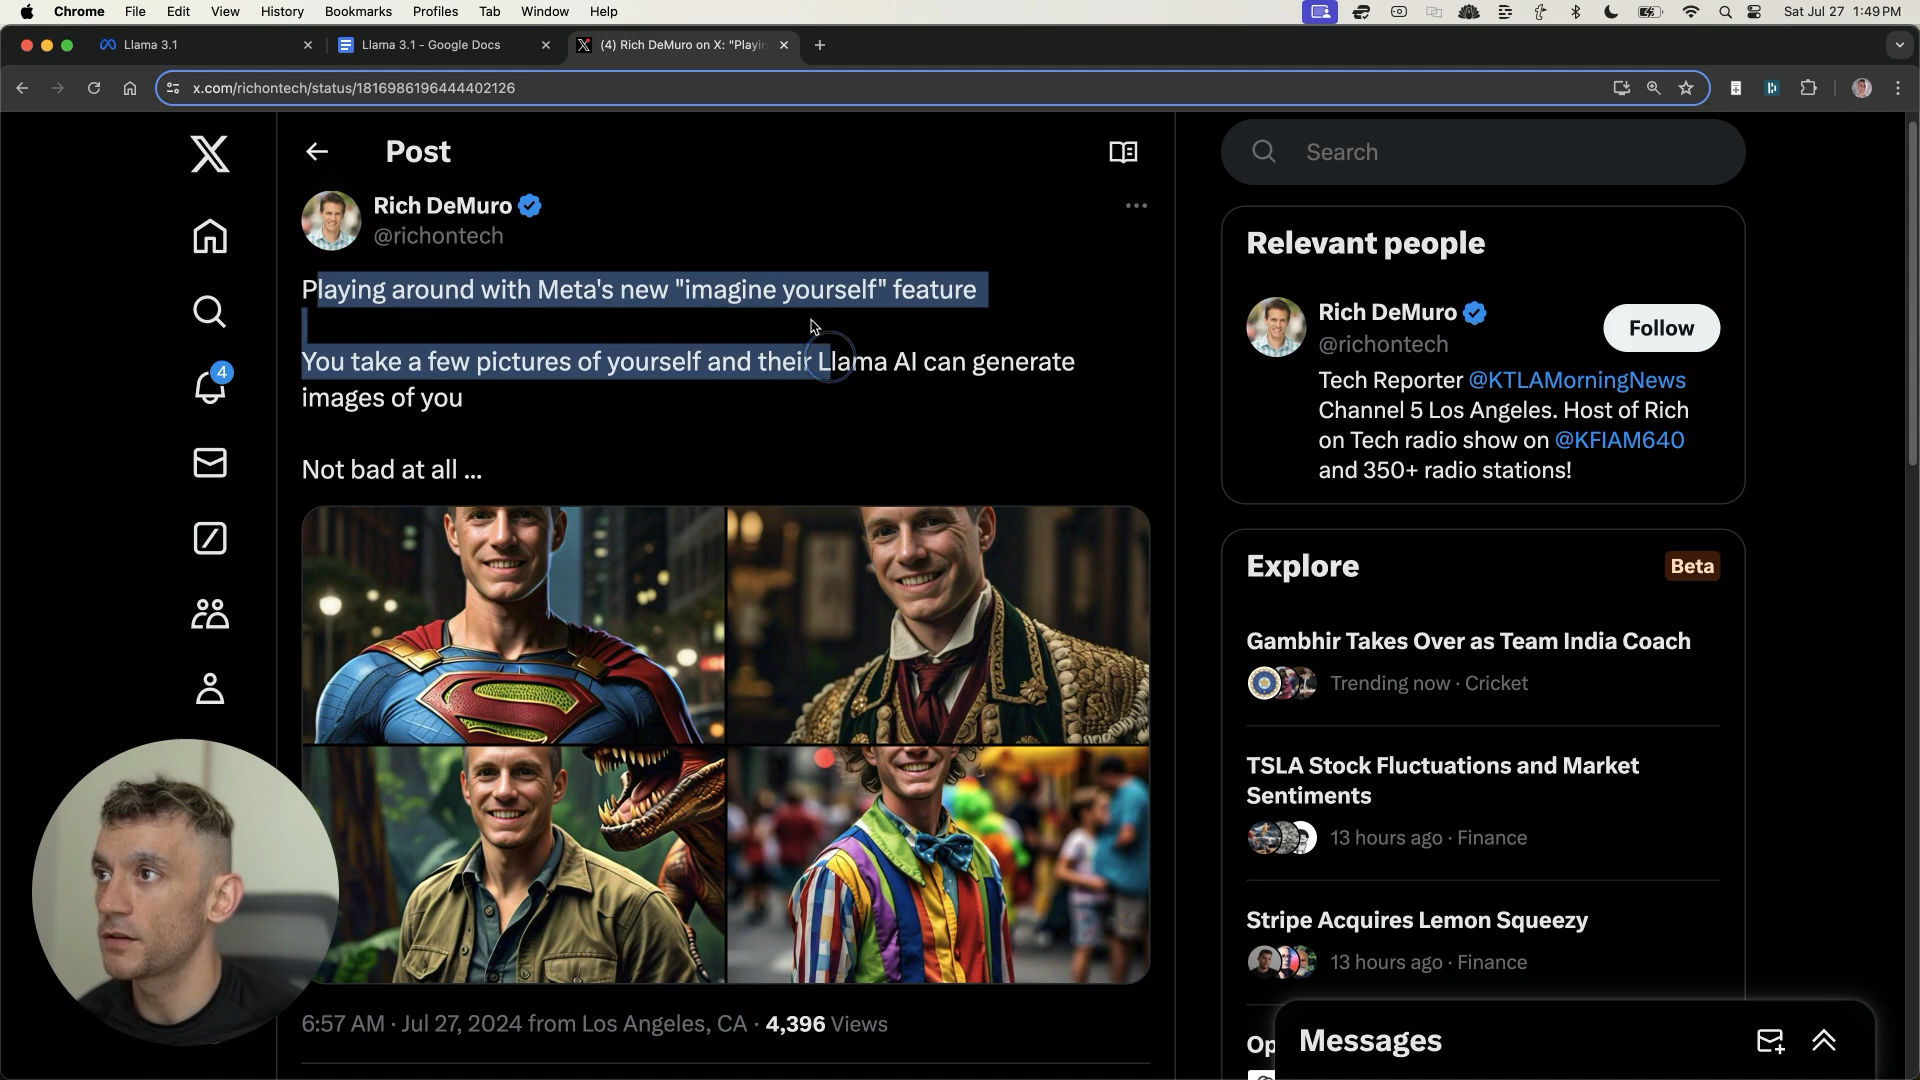 Chrome File Edit View History Bookmarks Profiles Tab Window Help Sat Jul 27 1:49 PM
Llama 3.1
Llama 3.1 - Google Docs
(4) Rich DeMuro on X: "Playin
x.com/richontech/status/1816986196444402126
Post
Rich DeMuro
@richontech
Playing around with Meta's new "imagine yourself" feature
You take a few pictures of yourself and their Llama AI can generate
images of you
Not bad at all ...
6:57 AM · Jul 27, 2024 from Los Angeles, CA · 4,396 Views
4
Search
Relevant people
Rich DeMuro
@richontech
Follow
Tech Reporter @KTLAMorningNews
Channel 5 Los Angeles. Host of Rich
on Tech radio show on @KFIAM640
and 350+ radio stations!
Explore
Beta
Gambhir Takes Over as Team India Coach
Trending now · Cricket
TSLA Stock Fluctuations and Market
Sentiments
13 hours ago · Finance
Stripe Acquires Lemon Squeezy
13 hours ago · Finance
Op
Messages